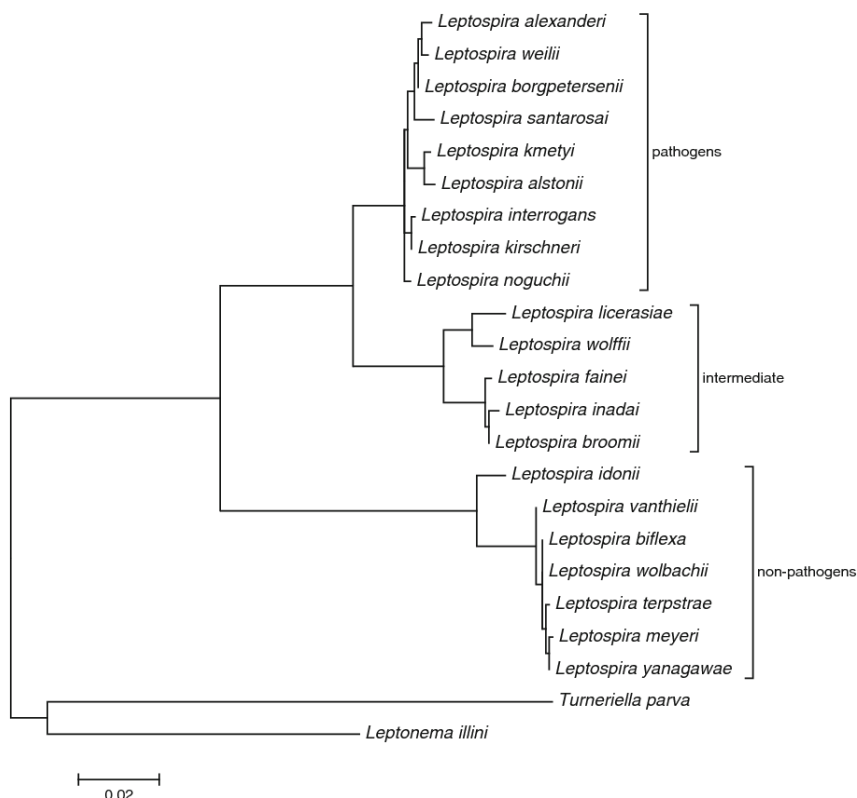 Leptospira alexanderi
Leptospira weilii
Leptospira borgpetersenii
Leptospira santarosai
Leptospira kmetyi
pathogens
Leptospira alstonii
Leptospira interrogans
Leptospira kirschneri
Leptospira noguchii
Leptospira licerasiae
Leptospira wolffii
Leptospira fainei
intermediate
Leptospira inadai
Leptospira broomii
Leptospira idonii
Leptospira vanthielii
Leptospira biflexa
Leptospira wolbachii
non-pathogens
Leptospira terpstrae
Leptospira meyeri
Leptospira yanagawae
Turneriella parva
Leptonema illini
0.02